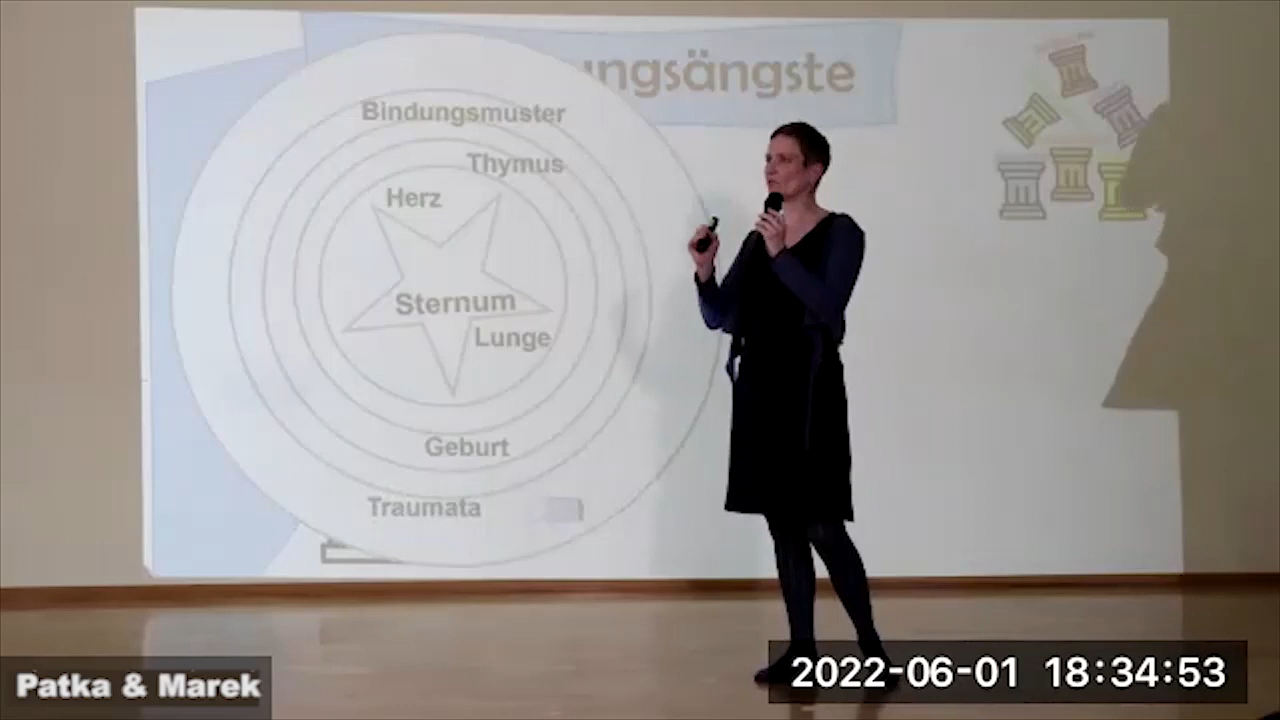 ungsängste
Bindungsmuster
Thymus
Herz
Sternum
Lunge
Geburt
Traumata
Patka & Marek
2022-06-01 18:34:53